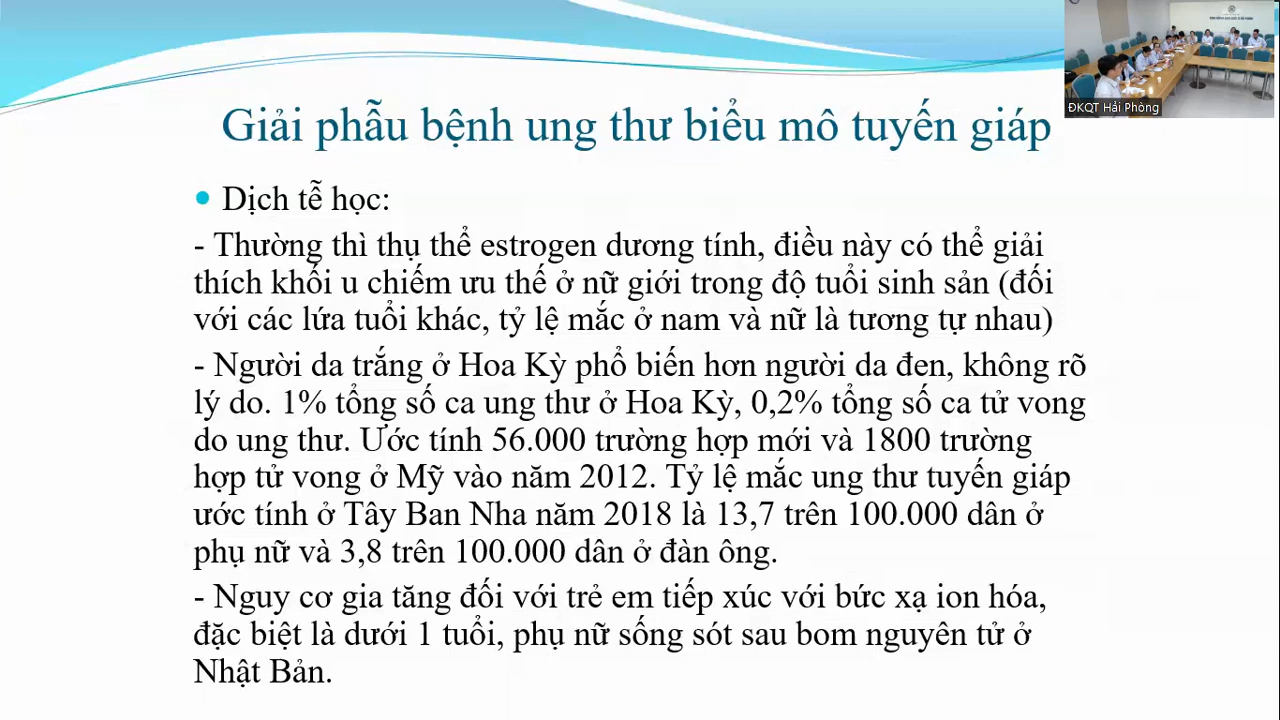 ĐKQT Hải Phòng
Giải phẫu bệnh ung thư biểu mô tuyến giáp
• Dịch tễ học:
- Thường thì thụ thể estrogen dương tính, điều này có thể giải
thích khối u chiếm ưu thế ở nữ giới trong độ tuổi sinh sản (đối
với các lứa tuổi khác, tỷ lệ mắc ở nam và nữ là tương tự nhau)
- Người da trắng ở Hoa Kỳ phổ biến hơn người da đen, không rõ
lý do. 1% tổng số ca ung thư ở Hoa Kỳ, 0,2% tổng số ca tử vong
do ung thư. Ước tính 56.000 trường hợp mới và 1800 trường
hợp tử vong ở Mỹ vào năm 2012. Tỷ lệ mắc ung thư tuyến giáp
ước tính ở Tây Ban Nha năm 2018 là 13,7 trên 100.000 dân ở
phụ nữ và 3,8 trên 100.000 dân ở đàn ông.
- Nguy cơ gia tăng đối với trẻ em tiếp xúc với bức xạ ion hóa,
đặc biệt là dưới 1 tuổi, phụ nữ sống sót sau bom nguyên tử ở
Nhật Bản.